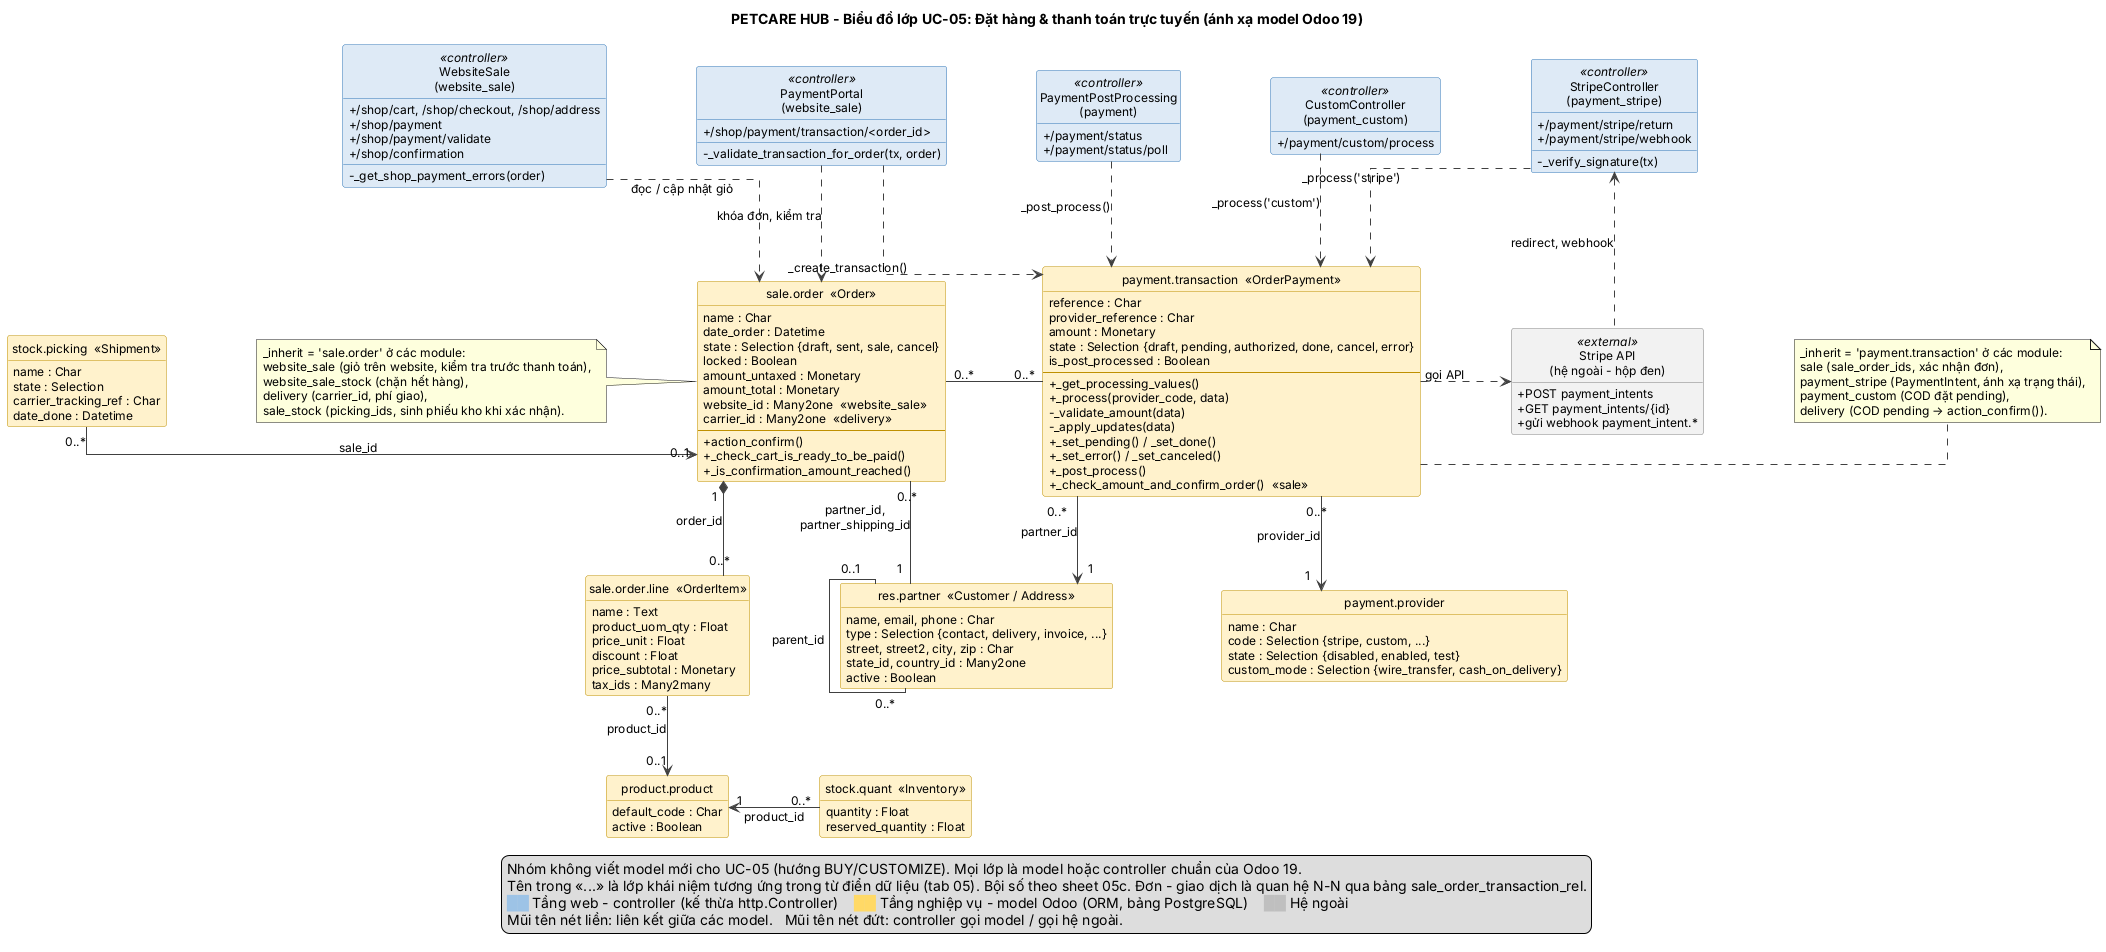 PETCARE HUB - Biểu đồ lớp UC-05: Đặt hàng & thanh toán trực tuyến (ánh xạ model Odoo 19)
«controller»
WebsiteSale
(website_sale)
+/shop/cart, /shop/checkout, /shop/address
+/shop/payment
+/shop/payment/validate
+/shop/confirmation
-_get_shop_payment_errors(order)
«controller»
PaymentPortal
(website_sale)
+/shop/payment/transaction/<order_id>
-_validate_transaction_for_order(tx, order)
«controller»
PaymentPostProcessing
(payment)
+/payment/status
+/payment/status/poll
«controller»
CustomController
(payment_custom)
+/payment/custom/process
«controller»
StripeController
(payment_stripe)
+/payment/stripe/return
+/payment/stripe/webhook
-_verify_signature(tx)
đọc / cập nhật giỏ
khóa đơn, kiểm tra
_create_transaction()
_post_process()
_process('custom')
_process('stripe')
redirect, webhook
stock.picking «Shipment»
name : Char
state : Selection
carrier_tracking_ref : Char
date_done : Datetime
_inherit = 'sale.order' ở các module:
website_sale (giỏ trên website, kiểm tra trước thanh toán),
website_sale_stock (chặn hết hàng),
delivery (carrier_id, phí giao),
sale_stock (picking_ids, sinh phiếu kho khi xác nhận).
sale.order «Order»
name : Char
date_order : Datetime
state : Selection {draft, sent, sale, cancel}
locked : Boolean
amount_untaxed : Monetary
amount_total : Monetary
website_id : Many2one «website_sale»
carrier_id : Many2one «delivery»
+action_confirm()
+_check_cart_is_ready_to_be_paid()
+_is_confirmation_amount_reached()
0..*
0..*
payment.transaction «OrderPayment»
reference : Char
provider_reference : Char
amount : Monetary
state : Selection {draft, pending, authorized, done, cancel, error}
is_post_processed : Boolean
+_get_processing_values()
+_process(provider_code, data)
-_validate_amount(data)
-_apply_updates(data)
+_set_pending() / _set_done()
+_set_error() / _set_canceled()
+_post_process()
+_check_amount_and_confirm_order() «sale»
gọi API
«external»
Stripe API
(hệ ngoài - hộp đen)
+POST payment_intents
+GET payment_intents/{id}
+gửi webhook payment_intent.*
_inherit = 'payment.transaction' ở các module:
sale (sale_order_ids, xác nhận đơn),
payment_stripe (PaymentIntent, ánh xạ trạng thái),
payment_custom (COD đặt pending),
delivery (COD pending → action_confirm()).
0..*
sale_id
0..1
1
order_id
0..*
0..*
partner_id,
partner_shipping_id
1
0..*
partner_id
1
0..*
provider_id
1
sale.order.line «OrderItem»
name : Text
product_uom_qty : Float
price_unit : Float
discount : Float
price_subtotal : Monetary
tax_ids : Many2many
0..1
parent_id
0..*
res.partner «Customer / Address»
name, email, phone : Char
type : Selection {contact, delivery, invoice, ...}
street, street2, city, zip : Char
state_id, country_id : Many2one
active : Boolean
payment.provider
name : Char
code : Selection {stripe, custom, ...}
state : Selection {disabled, enabled, test}
custom_mode : Selection {wire_transfer, cash_on_delivery}
0..*
product_id
0..1
product.product
default_code : Char
active : Boolean
1
0..*
product_id
stock.quant «Inventory»
quantity : Float
reserved_quantity : Float
Nhóm không viết model mới cho UC-05 (hướng BUY/CUSTOMIZE). Mọi lớp là model hoặc controller chuẩn của Odoo 19.
Tên trong «...» là lớp khái niệm tương ứng trong từ điển dữ liệu (tab 05). Bội số theo sheet 05c. Đơn - giao dịch là quan hệ N-N qua bảng sale_order_transaction_rel.
Tầng web - controller (kế thừa http.Controller) Tầng nghiệp vụ - model Odoo (ORM, bảng PostgreSQL) Hệ ngoài
Mũi tên nét liền: liên kết giữa các model. Mũi tên nét đứt: controller gọi model / gọi hệ ngoài.